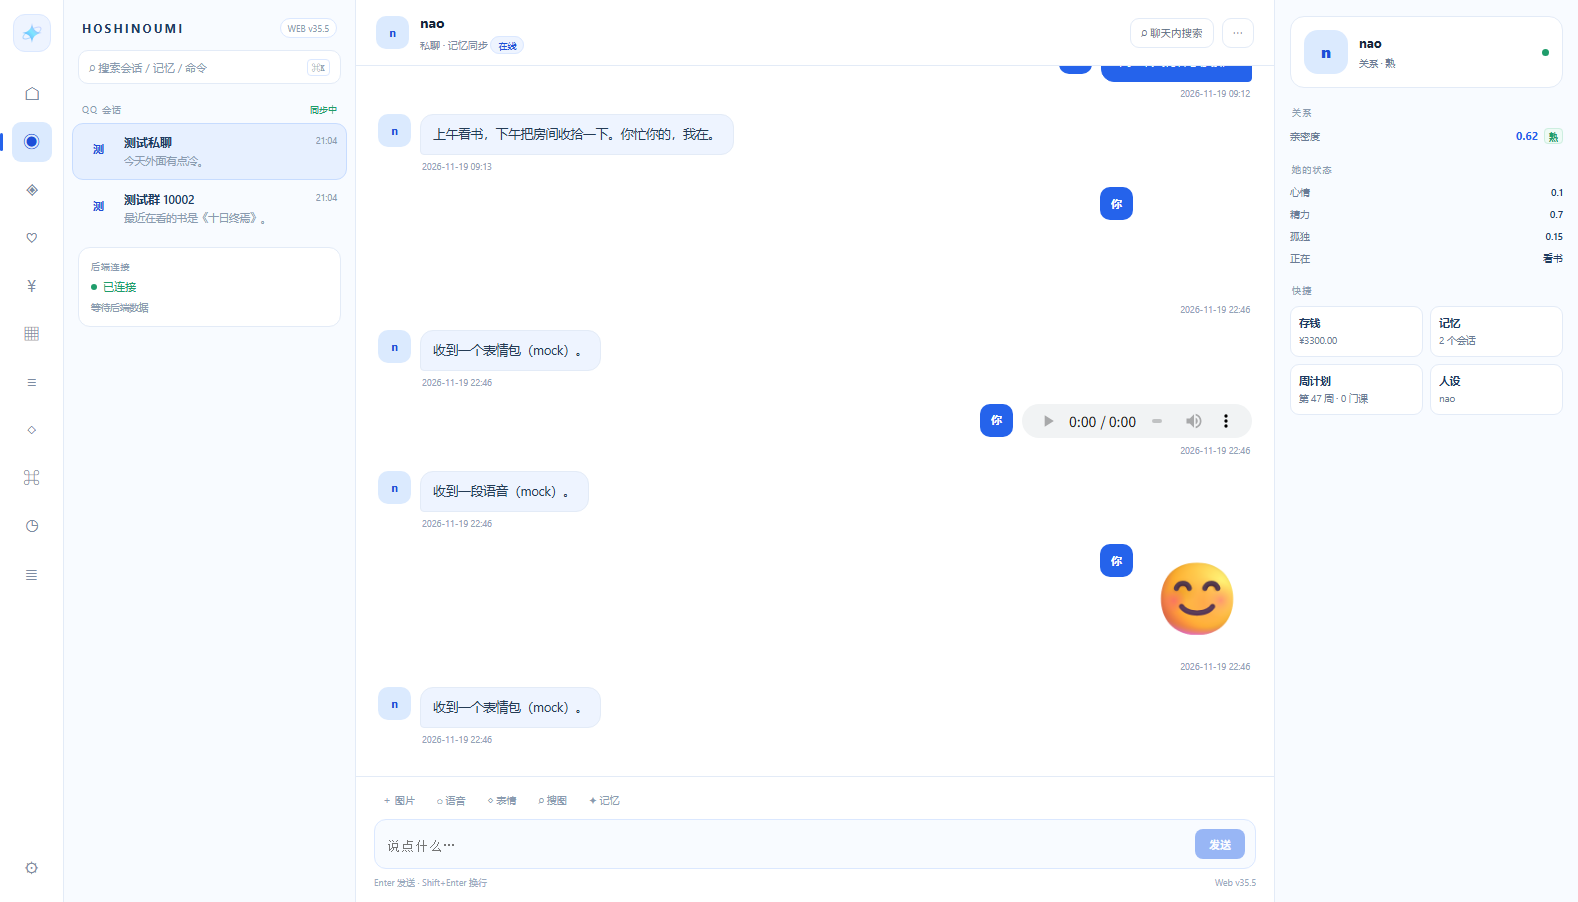 HOSHINOUMI
WEB v35.5
搜索会话 / 记忆 / 命令
⌘K
QQ 会话
同步中
测
测试私聊
21:04
今天外面有点冷。
测
测试群 10002
21:04
最近在看的书是《十日终焉》。
后端连接
已连接
等待后端数据
¥
n
nao
私聊 · 记忆同步
在线
聊天内搜索
···
2026-11-19 09:12
n
上午看书，下午把房间收拾一下。你忙你的，我在。
2026-11-19 09:13
你
2026-11-19 22:46
n
收到一个表情包（mock）。
2026-11-19 22:46
你
0:00 / 0:00
2026-11-19 22:46
n
收到一段语音（mock）。
2026-11-19 22:46
你
2026-11-19 22:46
n
收到一个表情包（mock）。
2026-11-19 22:46
+ 图片
语音
表情
搜图
记忆
说点什么…
发送
Enter 发送 · Shift+Enter 换行
Web v35.5
n
nao
关系 · 熟
关系
亲密度
0.62
熟
她的状态
心情
0.1
精力
0.7
孤独
0.15
正在
看书
快捷
存钱
¥3300.00
记忆
2 个会话
周计划
第 47 周 · 0 门课
人设
nao